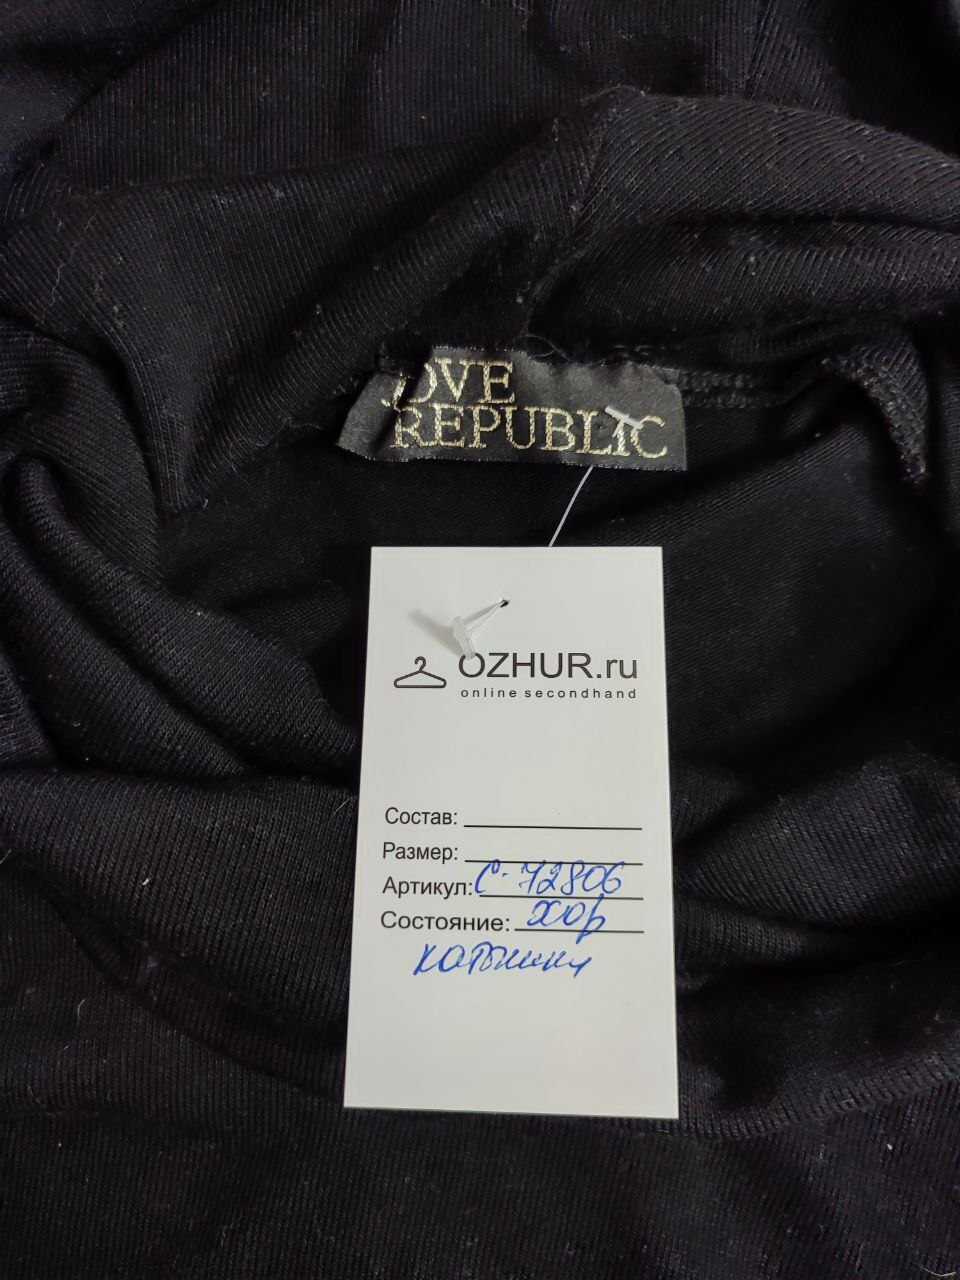 LOVE
REPUBLIC
OZHUR.ru
online secondhand
Состав:
Размер:
Артикул: С-72806
Состояние: хор
катышки